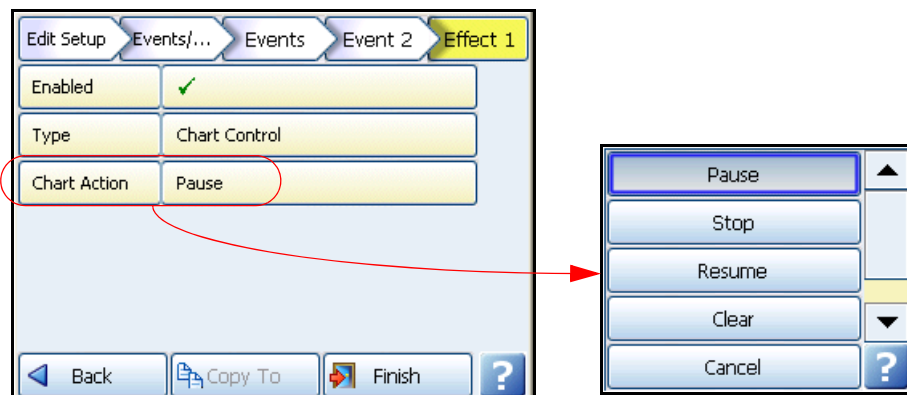 Edit Setup Events/... Events Event 2 Effect 1
Enabled
Type Chart Control
Chart Action Pause
Back Copy To Finish ?
Pause
Stop
Resume
Clear
Cancel ?